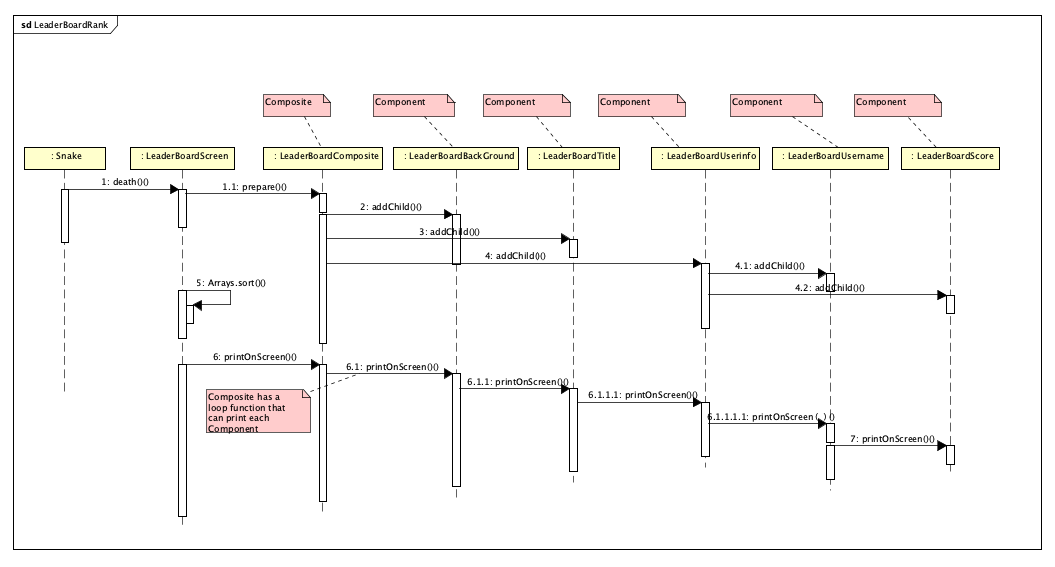 sd LeaderBoardRank
Composite
Component
Component
Component
Component
Component
: Snake
: LeaderBoardScreen
: LeaderBoardComposite
: LeaderBoardBackGround
: LeaderBoardTitle
: LeaderBoardUserinfo
: LeaderBoardUsername
: LeaderBoardScore
1: death()()
1.1: prepare()()
2: addChild()()
3: addChild()()
4: addChild()()
4.1: addChild()()
4.2: addChild()()
5: Arrays.sort()()
6: printOnScreen()()
6.1: printOnScreen()()
6.1.1: printOnScreen()()
6.1.1.1: printOnScreen()()
6.1.1.1.1: printOnScreen()()
7: printOnScreen()()
Composite has a
loop function that
can print each
Component